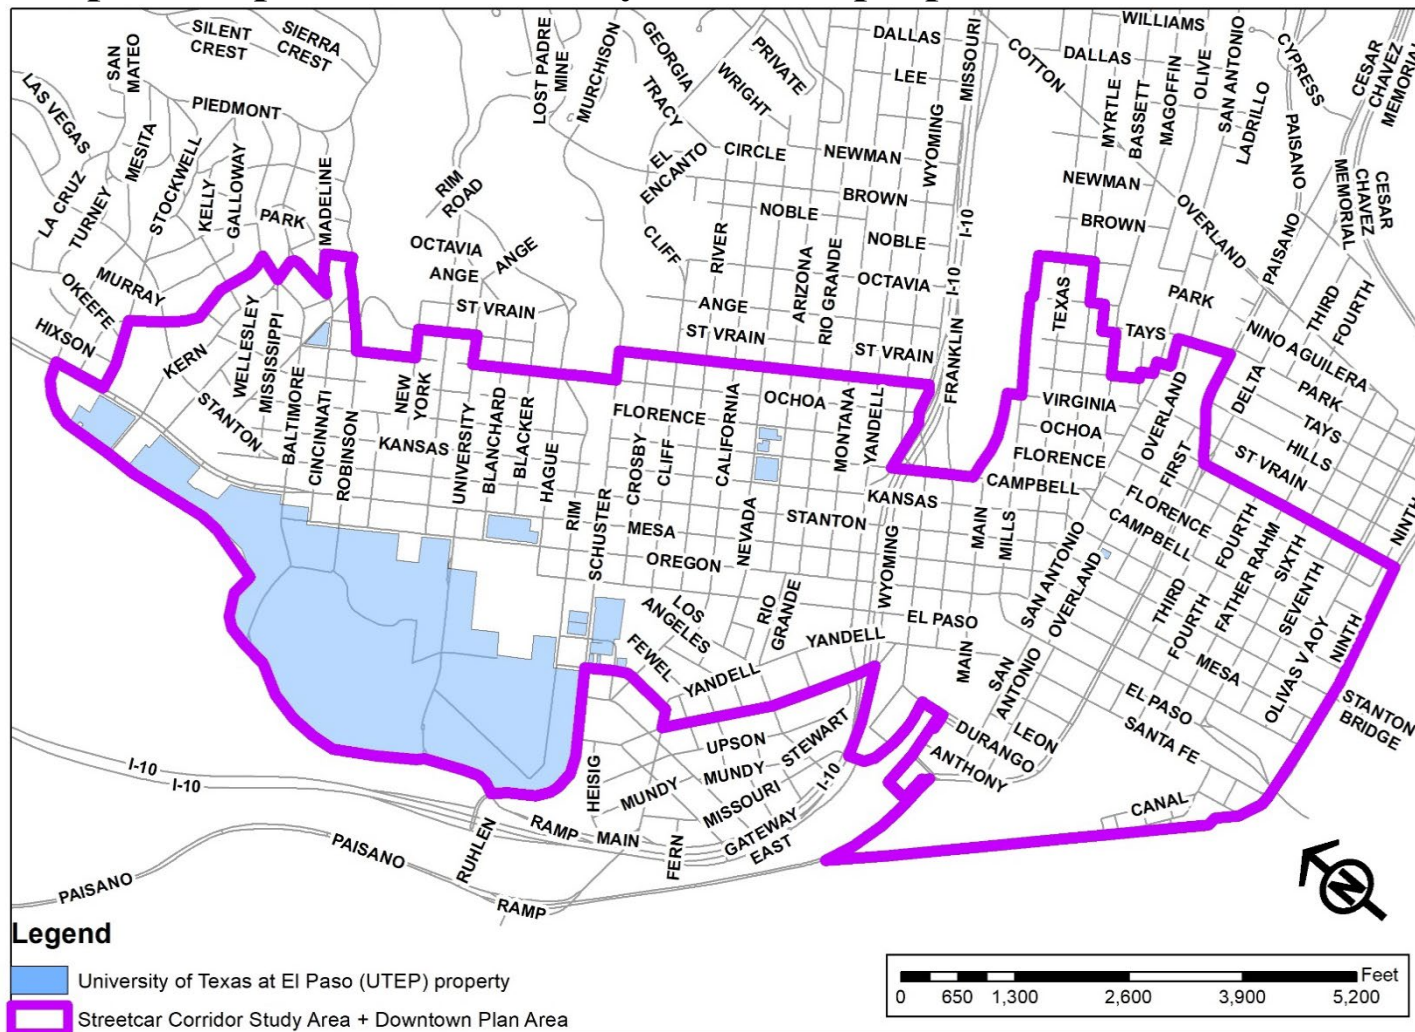 WILLIAMS
SILENT CREST
SIERRA CREST
SAN MATEO
LOST PADRE MINE
MURCHISON
GEORGIA
PRIVATE
DALLAS
MISSOURI
COTTON
DALLAS
OLIVE
SAN ANTONIO
CYPRESS
CESAR CHAVEZ MEMORIAL
LAS VEGAS
PIEDMONT
TRACY
WRIGHT
LEE
WYOMING
MYRTLE
BASSETT
MAGOFFIN
LADRILLO
PAISANO
LA CRUZ
TURNEY
MESITA
STOCKWELL
KELLY
GALLOWAY
PARK
MADELINE
RIM ROAD
EL ENCANTO
CIRCLE
NEWMAN
BROWN
NEWMAN
BROWN
OVERLAND
PAISANO
CESAR CHAVEZ MEMORIAL
NOBLE
NOBLE
I-10
OCTAVIA
ANGE
ANGE
CLIFF
RIVER
ARIZONA
RIO GRANDE
OCTAVIA
I-10
MURRAY
OKEEFE
HIXSON
ST VRAIN
ANGE
ST VRAIN
ST VRAIN
FRANKLIN
TEXAS
PARK
TAYS
THIRD
FOURTH
NINO AGUILERA
KERN
WELLESLEY
MISSISSIPPI
STANTON
BALTIMORE
CINCINNATI
ROBINSON
NEW YORK
KANSAS
UNIVERSITY
BLANCHARD
BLACKER
HAGUE
RIM
SCHUSTER
FLORENCE
CROSBY
CLIFF
CALIFORNIA
OCHOA
MONTANA
YANDELL
VIRGINIA
OCHOA
FLORENCE
CAMPBELL
OVERLAND
FIRST
DELTA
PARK
TAYS
HILLS
ST VRAIN
KANSAS
MESA
OREGON
NEVADA
STANTON
WYOMING
MAIN
MILLS
SAN ANTONIO
OVERLAND
FLORENCE
CAMPBELL
FOURTH
FATHER RAHM
SIXTH
SEVENTH
NINTH
LOS ANGELES
RIO GRANDE
EL PASO
THIRD
FOURTH
NINTH
FEWEL
YANDELL
YANDELL
MAIN
SAN ANTONIO
MESA
OLIVAS V AOY
STANTON BRIDGE
EL PASO
SANTA FE
LEON
DURANGO
ANTHONY
UPSON
STEWART
MUNDY
MUNDY
MISSOURI
I-10
HEISIG
GATEWAY EAST
CANAL
I-10
I-10
RAMP
MAIN
FERN
RUHLEN
PAISANO
PAISANO
RAMP
N
Legend
University of Texas at El Paso (UTEP) property
Streetcar Corridor Study Area + Downtown Plan Area
Feet
0 650 1,300 2,600 3,900 5,200